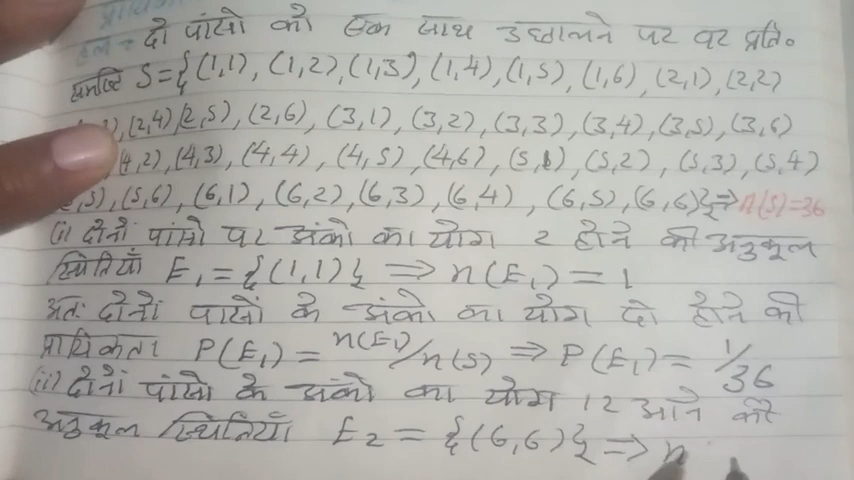 हल - दो पांसो को एक साथ उछालने पर पर प्रति०
समष्टि S={(1,1), (1,2), (1,3), (1,4), (1,5), (1,6), (2,1), (2,2)
(2,4) (2,5), (2,6), (3,1), (3,2), (3,3), (3,4), (3,5), (3,6)
(4,2), (4,3), (4,4), (4,5), (4,6), (5,1), (5,2), (5,3), (5,4)
5), (5,6), (6,1), (6,2), (6,3), (6,4), (6,5), (6,6)} ⇒ n(S)=36
(i) दोनो पांसो पर अंको का योग 2 होने की अनुकूल
स्थितियाँ E₁ = {(1,1)} ⇒ n(E₁) = 1
अतः दोनो पासों के अंको का योग दो होने की
प्रायिकता P(E₁) = n(E₁)/n(S) ⇒ P(E₁) = 1/36
(ii) दोनो पांसो के अंको का योग 12 आने की
अनुकूल स्थितियाँ E₂ = {(6,6)} ⇒ n